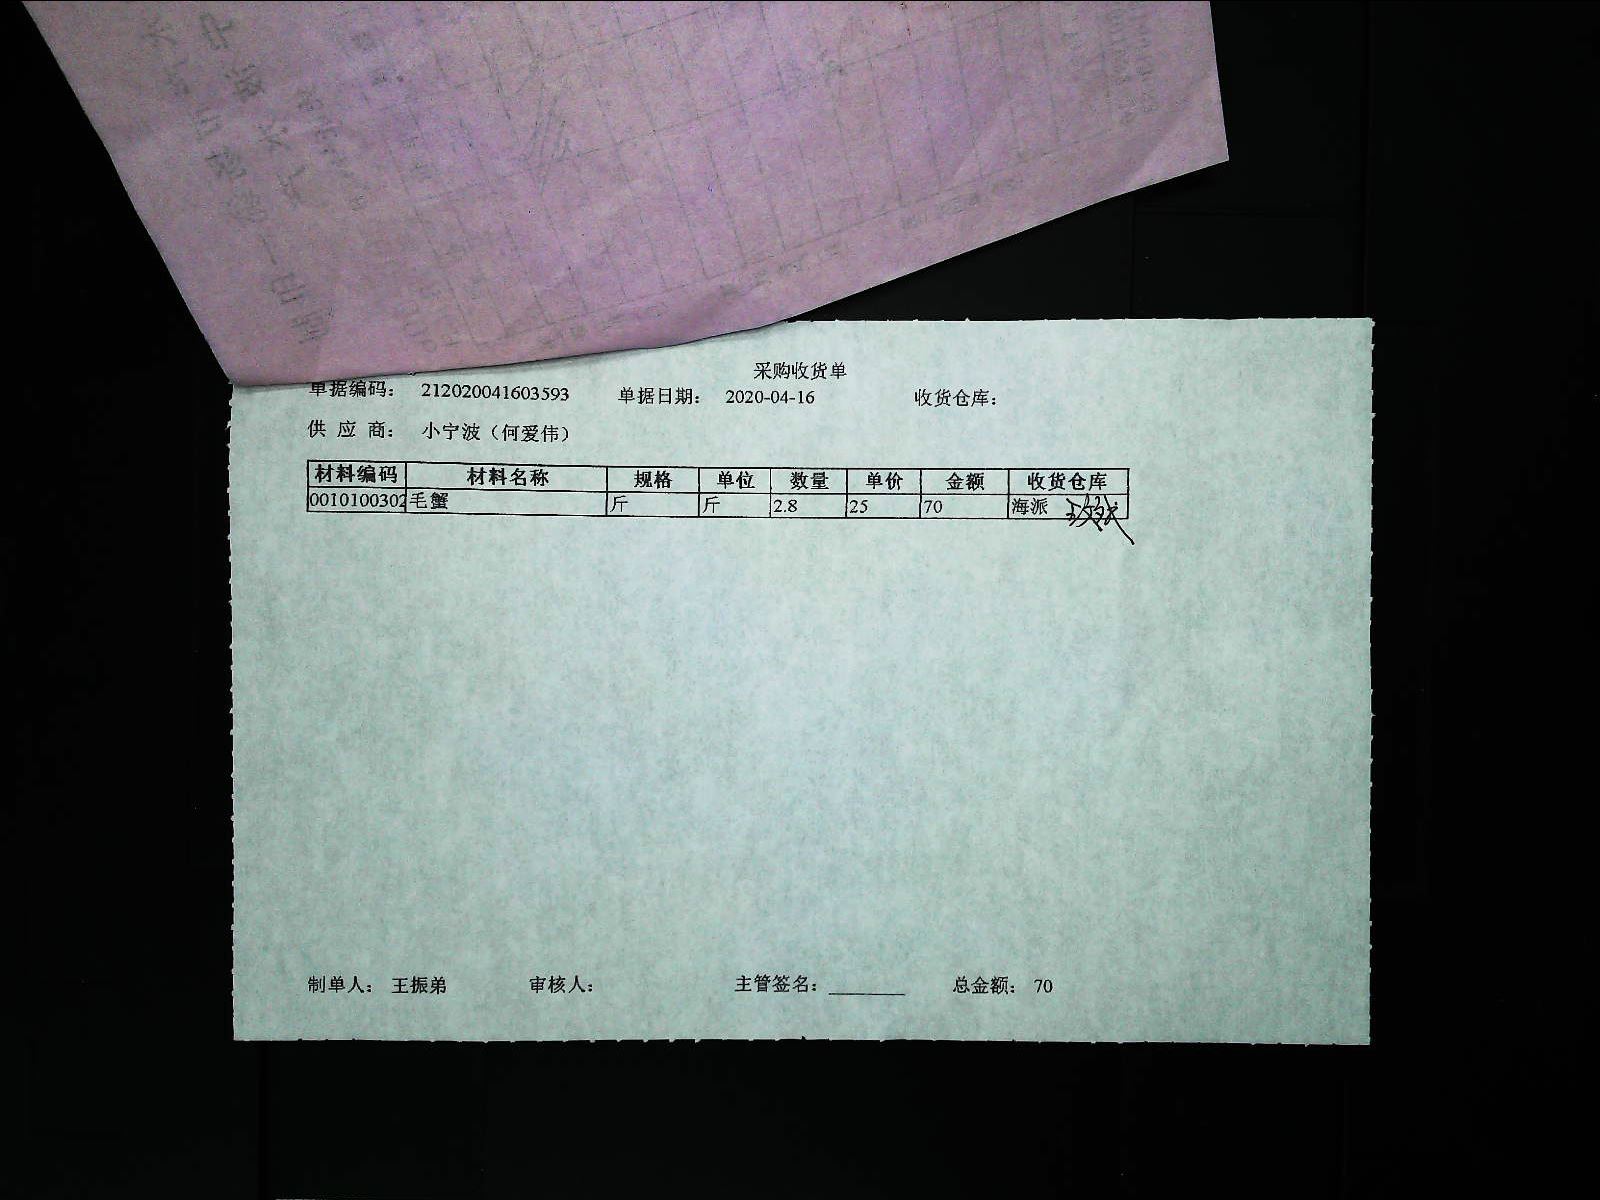 采购收货单
单据编码： 212020041603593 单据日期： 2020-04-16 收货仓库：
供 应 商： 小宁波（何爱伟）
材料编码 材料名称 规格 单位 数量 单价 金额 收货仓库
0010100302 毛蟹 斤 斤 2.8 25 70 海派
制单人： 王振弟 审核人： 主管签名： 总金额： 70